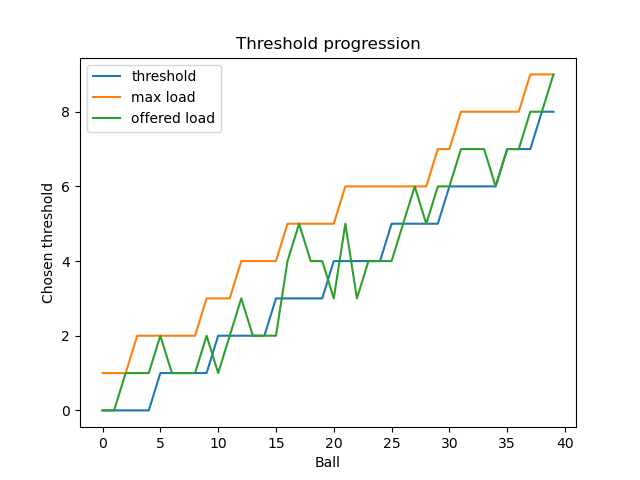 Threshold progression
threshold
max load
offered load
Chosen threshold
8
6
4
2
0
0 5 10 15 20 25 30 35 40
Ball